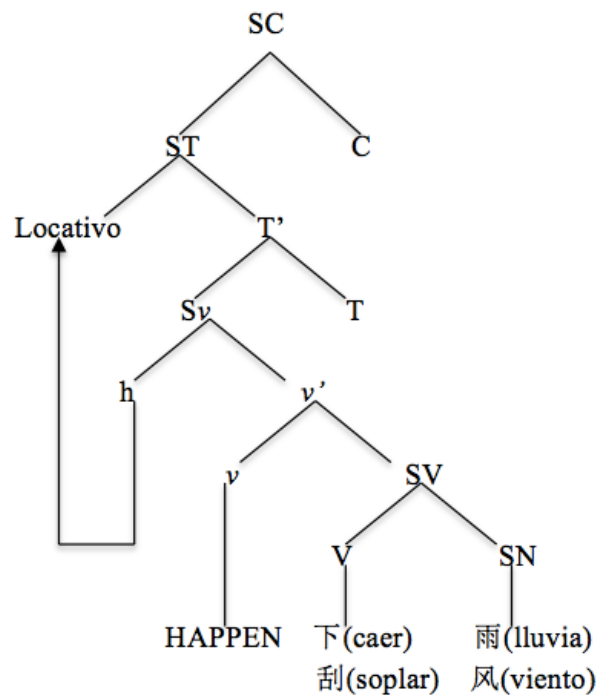 SC
ST C
Locativo T’
Sv T
h v’
v SV
V SN
HAPPEN 下(caer) 雨(lluvia)
刮(soplar) 风(viento)